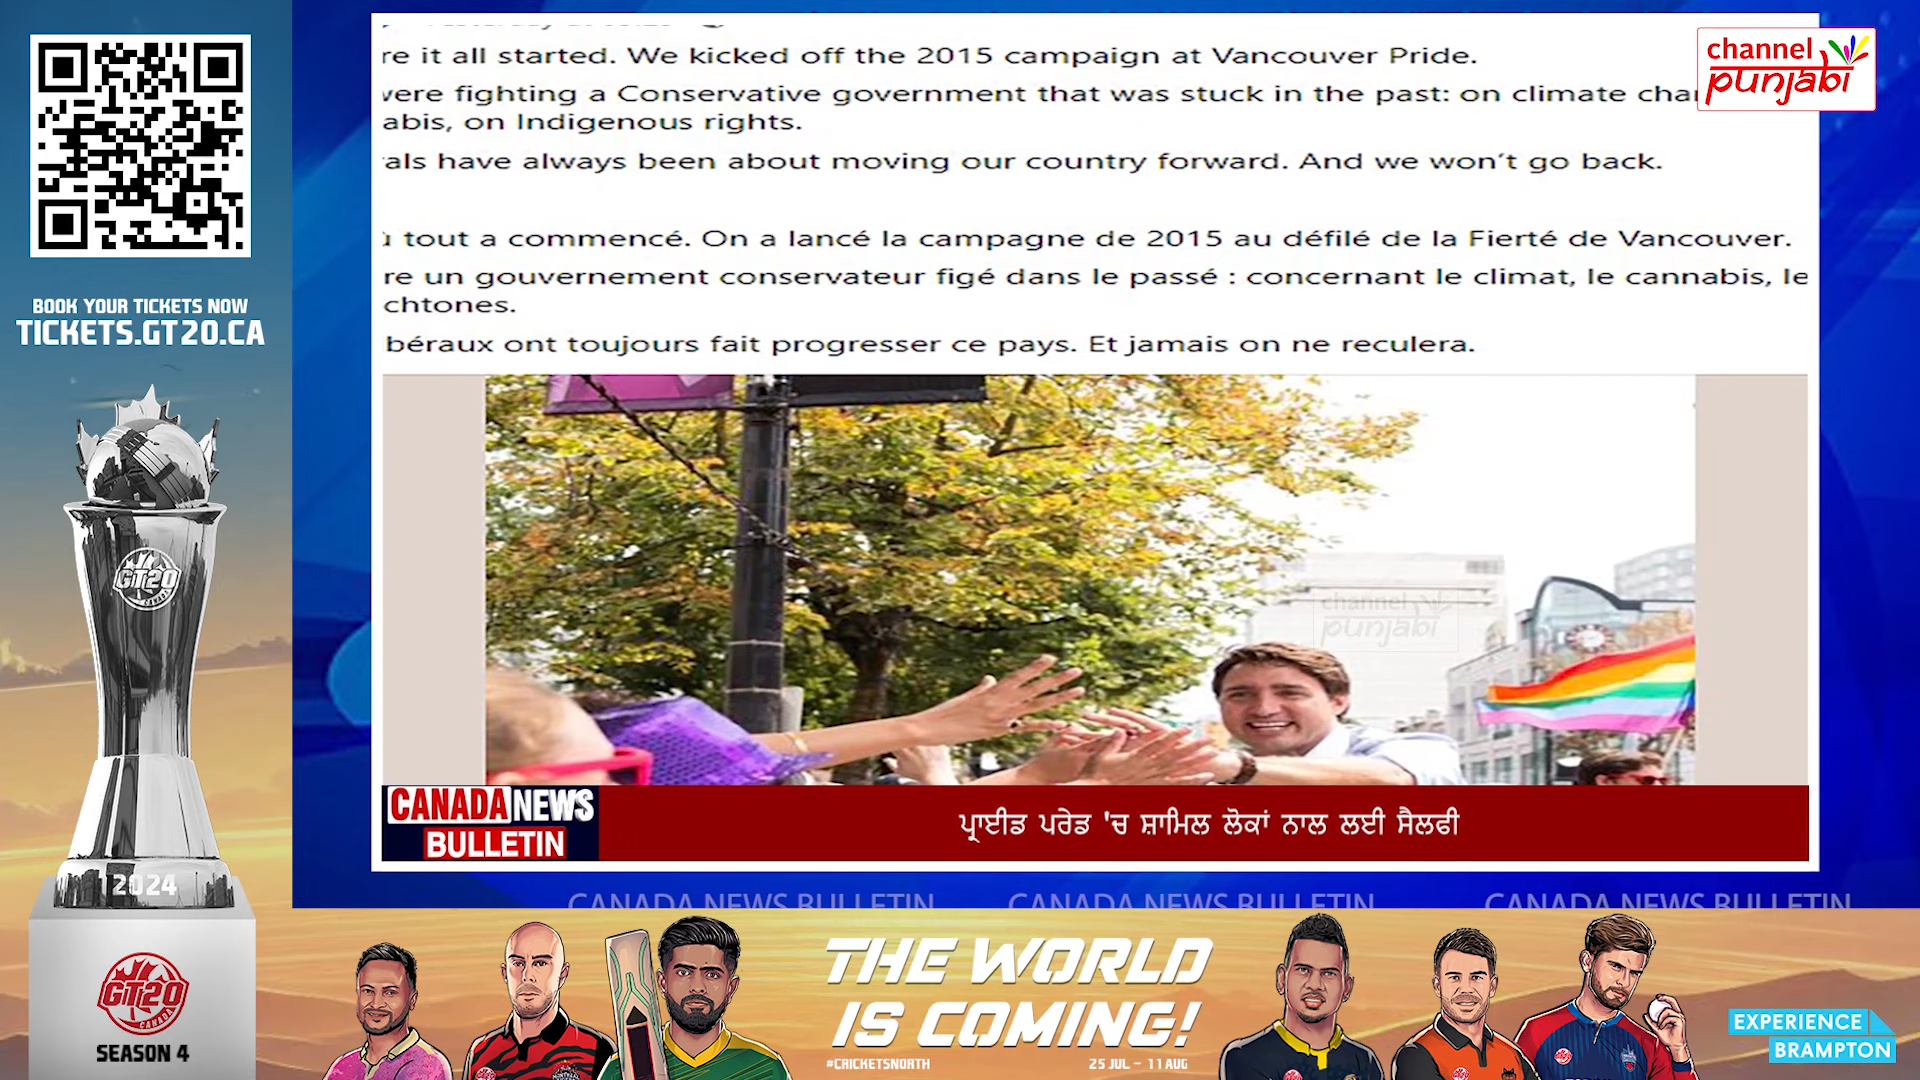 re it all started. We kicked off the 2015 campaign at Vancouver Pride.
were fighting a Conservative government that was stuck in the past: on climate
abis, on Indigenous rights.
als have always been about moving our country forward. And we won't go back.
ù tout a commencé. On a lancé la campagne de 2015 au défilé de la Fierté de Vancouver.
re un gouvernement conservateur figé dans le passé : concernant le climat, le cannabis, le
chtones.
béraux ont toujours fait progresser ce pays. Et jamais on ne reculera.
channel
punjabi
BOOK YOUR TICKETS NOW
TICKETS.GT20.CA
GT20
CANADA
2024
GT20
CANADA
SEASON 4
channel
punjabi
CANADA NEWS
BULLETIN
ਪ੍ਰਾਈਡ ਪਰੇਡ 'ਚ ਸ਼ਾਮਿਲ ਲੋਕਾਂ ਨਾਲ ਲਈ ਸੈਲਫੀ
CANADA NEWS BULLETIN CANADA NEWS BULLETIN CANADA NEWS BULLETIN
THE WORLD
IS COMING!
#CRICKETSNORTH 25 JUL - 11 AUG
EXPERIENCE
BRAMPTON